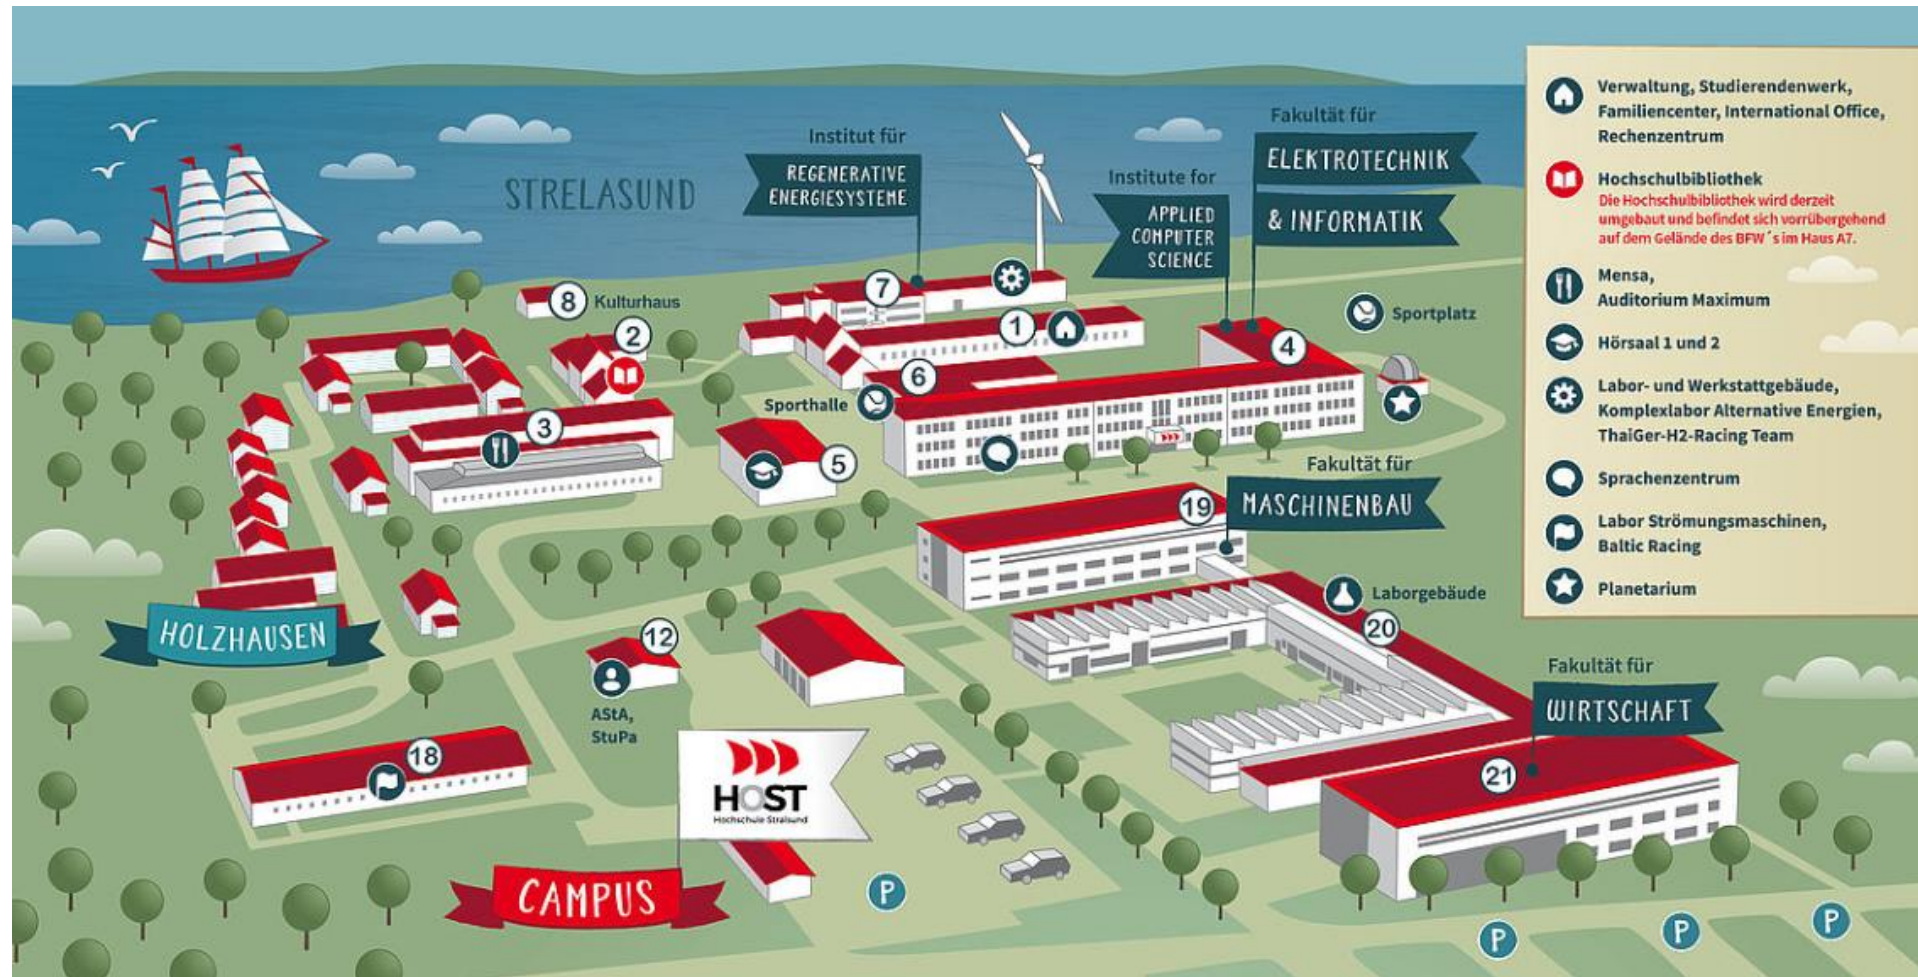 STRELASUND
Institut für
REGENERATIVE
ENERGIESYSTEME
Institute for
APPLIED
COMPUTER
SCIENCE
Fakultät für
ELEKTROTECHNIK
& INFORMATIK
8 Kulturhaus
7
1
2
4
Sportplatz
6
Sporthalle
3
5
Fakultät für
MASCHINENBAU
19
Laborgebäude
20
HOLZHAUSEN
12
AStA,
StuPa
Fakultät für
WIRTSCHAFT
18
21
HOST
Hochschule Stralsund
CAMPUS
P
P
P
P
Verwaltung, Studierendenwerk,
Familiencenter, International Office,
Rechenzentrum
Hochschulbibliothek
Die Hochschulbibliothek wird derzeit
umgebaut und befindet sich vorrübergehend
auf dem Gelände des BFW´s im Haus A7.
Mensa,
Auditorium Maximum
Hörsaal 1 und 2
Labor- und Werkstattgebäude,
Komplexlabor Alternative Energien,
ThaiGer-H2-Racing Team
Sprachenzentrum
Labor Strömungsmaschinen,
Baltic Racing
Planetarium